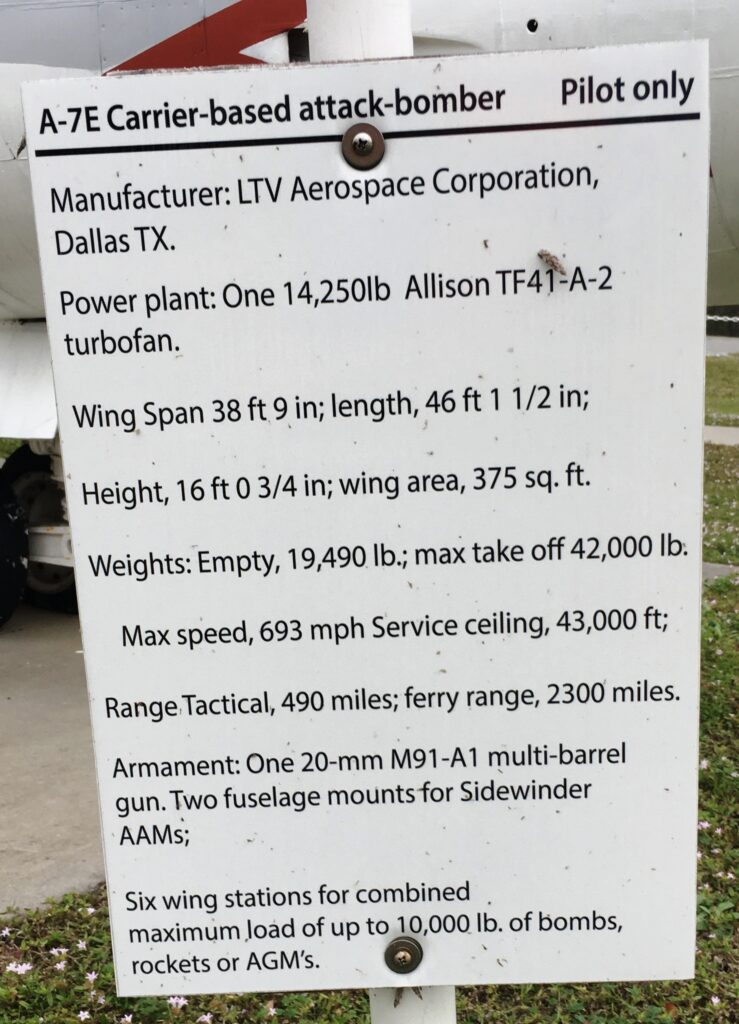 A-7E Carrier-based attack-bomber Pilot only
Manufacturer: LTV Aerospace Corporation,
Dallas TX.
Power plant: One 14,250lb Allison TF41-A-2
turbofan.
Wing Span 38 ft 9 in; length, 46 ft 1 1/2 in;
Height, 16 ft 0 3/4 in; wing area, 375 sq. ft.
Weights: Empty, 19,490 lb.; max take off 42,000 lb.
Max speed, 693 mph Service ceiling, 43,000 ft;
Range Tactical, 490 miles; ferry range, 2300 miles.
Armament: One 20-mm M91-A1 multi-barrel
gun. Two fuselage mounts for Sidewinder
AAMs;
Six wing stations for combined
maximum load of up to 10,000 lb. of bombs,
rockets or AGM's.